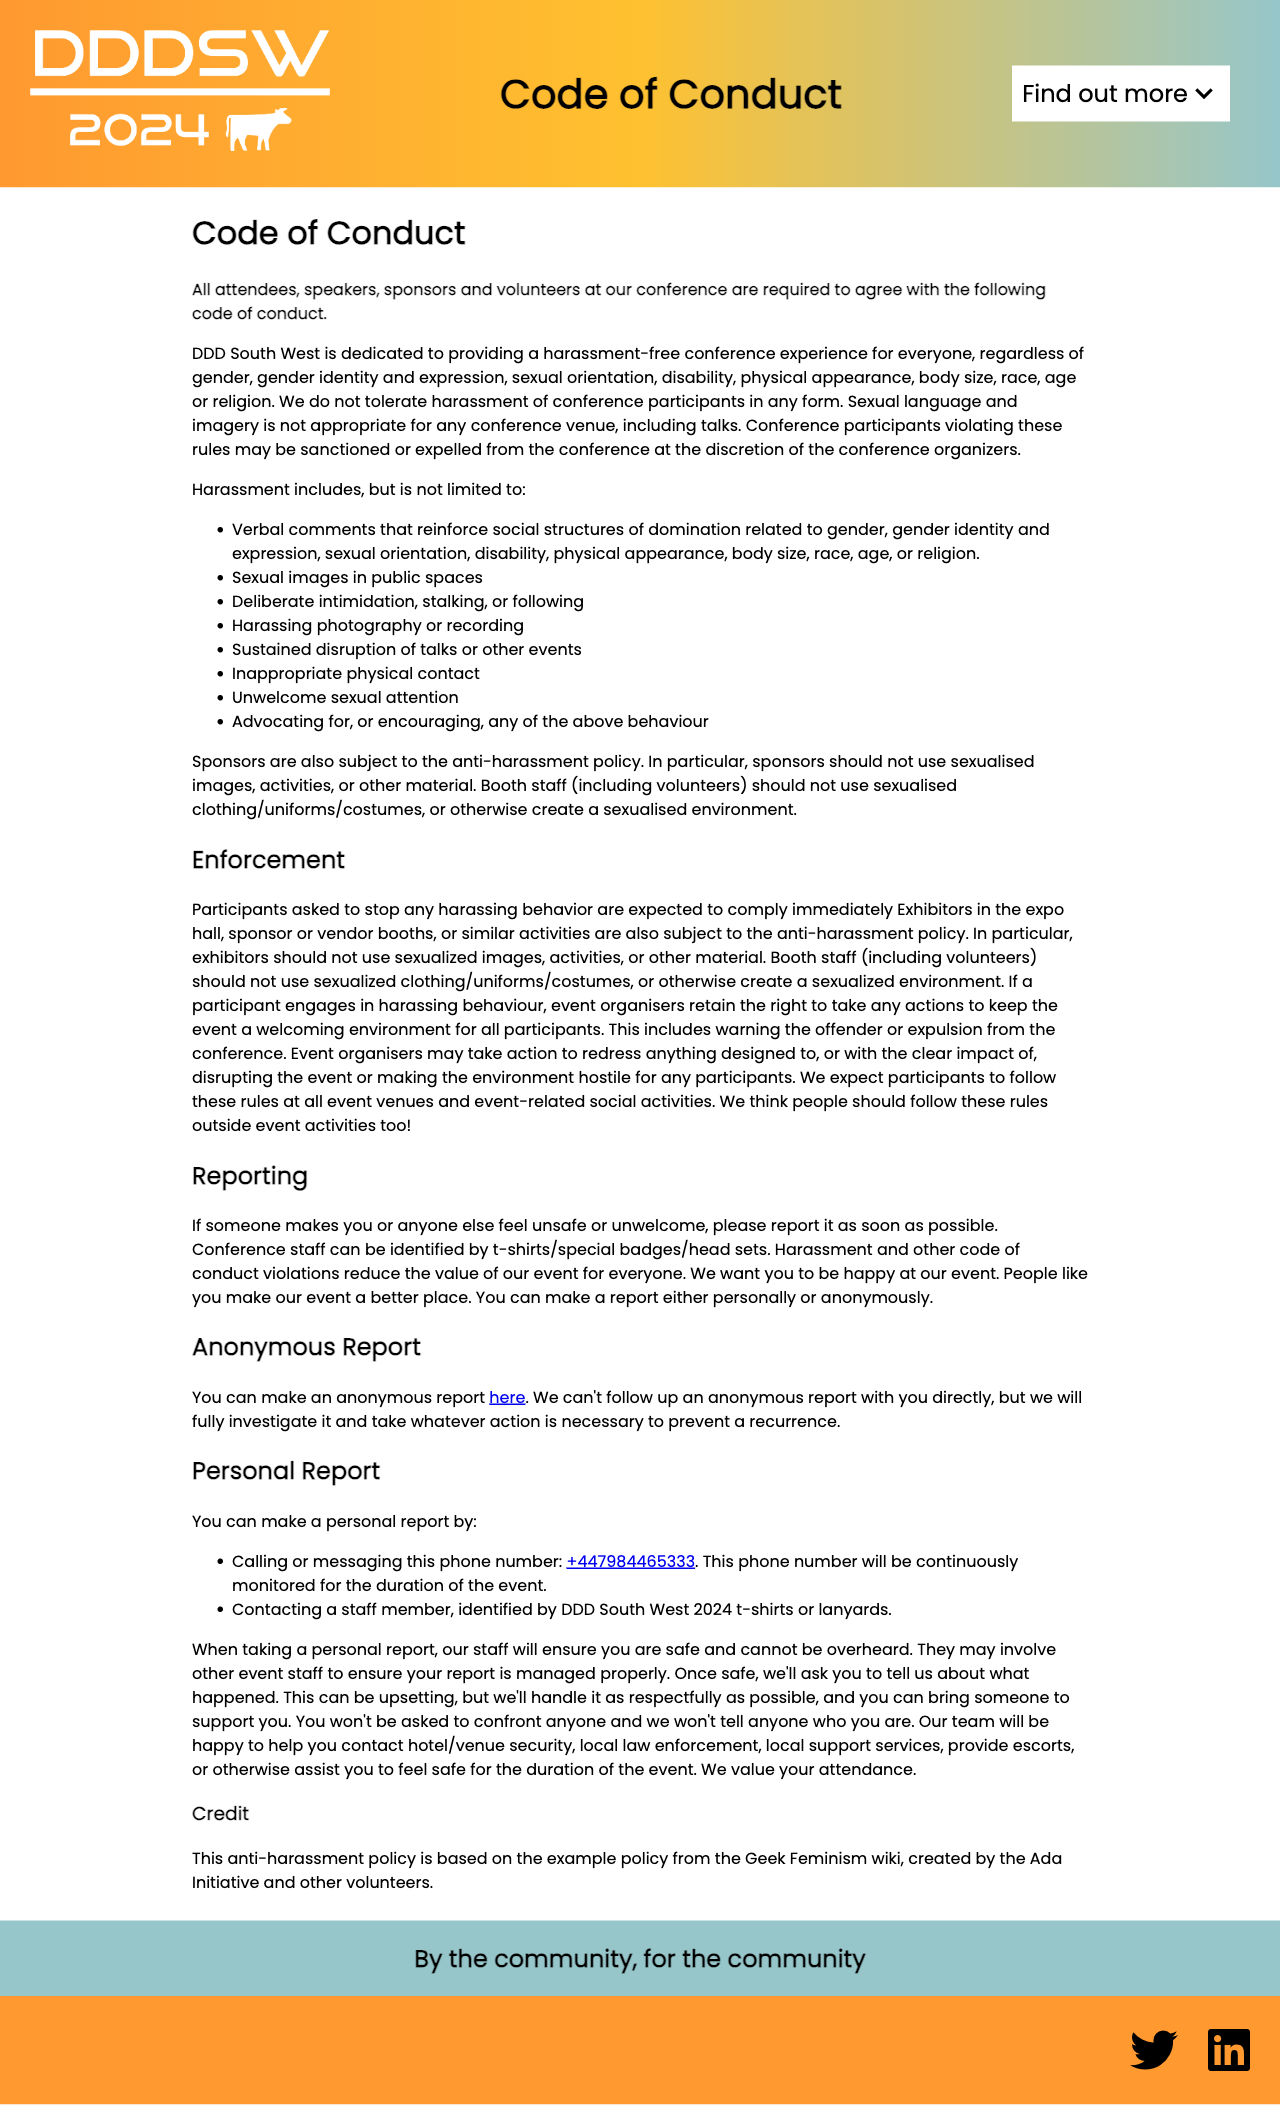 DDDSW
2024
Code of Conduct
Find out more
Code of Conduct
All attendees, speakers, sponsors and volunteers at our conference are required to agree with the following
code of conduct.
DDD South West is dedicated to providing a harassment-free conference experience for everyone, regardless of
gender, gender identity and expression, sexual orientation, disability, physical appearance, body size, race, age
or religion. We do not tolerate harassment of conference participants in any form. Sexual language and
imagery is not appropriate for any conference venue, including talks. Conference participants violating these
rules may be sanctioned or expelled from the conference at the discretion of the conference organizers.
Harassment includes, but is not limited to:
• Verbal comments that reinforce social structures of domination related to gender, gender identity and
expression, sexual orientation, disability, physical appearance, body size, race, age, or religion.
• Sexual images in public spaces
• Deliberate intimidation, stalking, or following
• Harassing photography or recording
• Sustained disruption of talks or other events
• Inappropriate physical contact
• Unwelcome sexual attention
• Advocating for, or encouraging, any of the above behaviour
Sponsors are also subject to the anti-harassment policy. In particular, sponsors should not use sexualised
images, activities, or other material. Booth staff (including volunteers) should not use sexualised
clothing/uniforms/costumes, or otherwise create a sexualised environment.
Enforcement
Participants asked to stop any harassing behavior are expected to comply immediately Exhibitors in the expo
hall, sponsor or vendor booths, or similar activities are also subject to the anti-harassment policy. In particular,
exhibitors should not use sexualized images, activities, or other material. Booth staff (including volunteers)
should not use sexualized clothing/uniforms/costumes, or otherwise create a sexualized environment. If a
participant engages in harassing behaviour, event organisers retain the right to take any actions to keep the
event a welcoming environment for all participants. This includes warning the offender or expulsion from the
conference. Event organisers may take action to redress anything designed to, or with the clear impact of,
disrupting the event or making the environment hostile for any participants. We expect participants to follow
these rules at all event venues and event-related social activities. We think people should follow these rules
outside event activities too!
Reporting
If someone makes you or anyone else feel unsafe or unwelcome, please report it as soon as possible.
Conference staff can be identified by t-shirts/special badges/head sets. Harassment and other code of
conduct violations reduce the value of our event for everyone. We want you to be happy at our event. People like
you make our event a better place. You can make a report either personally or anonymously.
Anonymous Report
You can make an anonymous report here. We can't follow up an anonymous report with you directly, but we will
fully investigate it and take whatever action is necessary to prevent a recurrence.
Personal Report
You can make a personal report by:
• Calling or messaging this phone number: +447984465333. This phone number will be continuously
monitored for the duration of the event.
• Contacting a staff member, identified by DDD South West 2024 t-shirts or lanyards.
When taking a personal report, our staff will ensure you are safe and cannot be overheard. They may involve
other event staff to ensure your report is managed properly. Once safe, we'll ask you to tell us about what
happened. This can be upsetting, but we'll handle it as respectfully as possible, and you can bring someone to
support you. You won't be asked to confront anyone and we won't tell anyone who you are. Our team will be
happy to help you contact hotel/venue security, local law enforcement, local support services, provide escorts,
or otherwise assist you to feel safe for the duration of the event. We value your attendance.
Credit
This anti-harassment policy is based on the example policy from the Geek Feminism wiki, created by the Ada
Initiative and other volunteers.
By the community, for the community
in